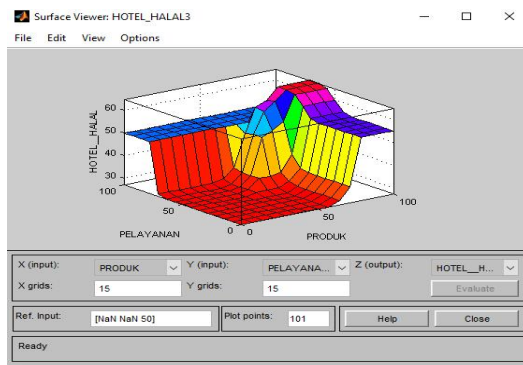 Surface Viewer: HOTEL_HALAL3
File Edit View Options
60
50
40
30
HOTEL__HALAL
100
50
0
PELAYANAN
0
50
100
PRODUK
X (input): PRODUK Y (input): PELAYANA... Z (output): HOTEL__H...
X grids: 15 Y grids: 15 Evaluate
Ref. Input: [NaN NaN 50] Plot points: 101 Help Close
Ready